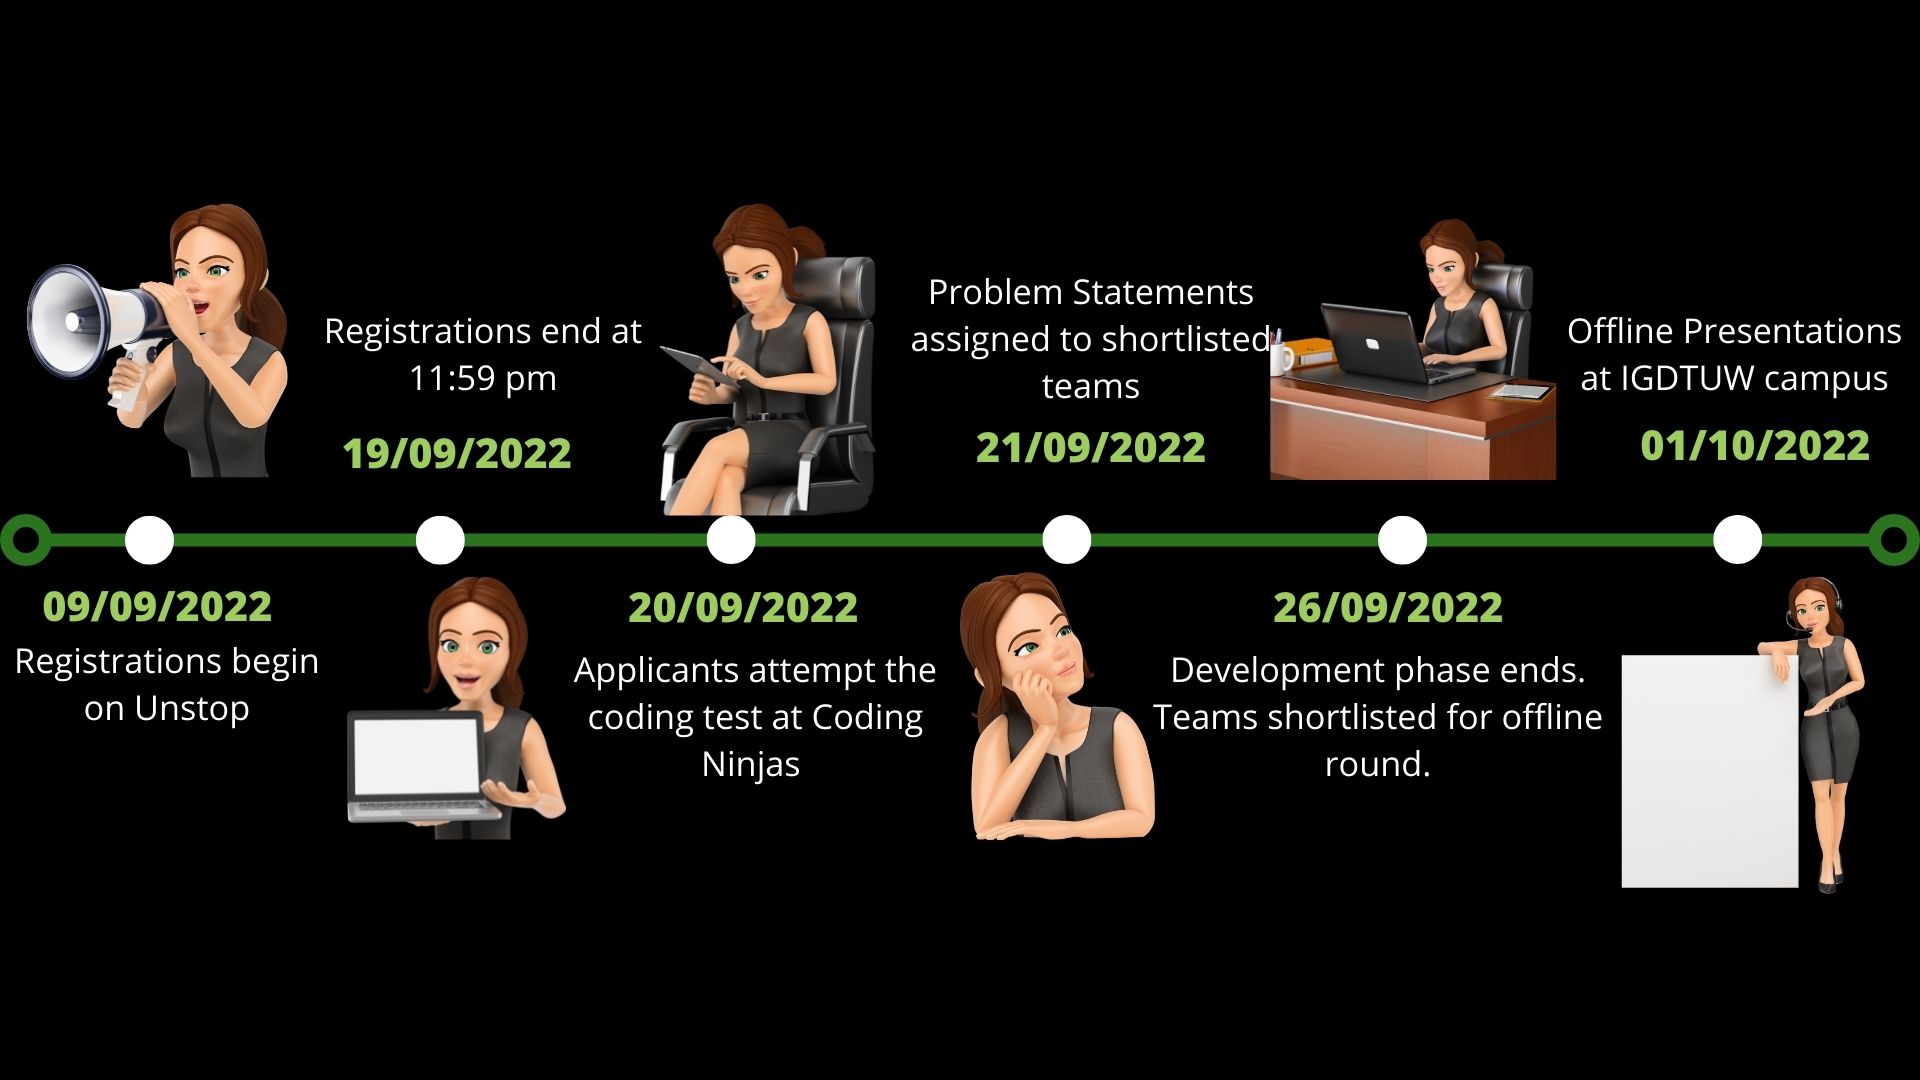 09/09/2022
Registrations begin
on Unstop
Registrations end at
11:59 pm
19/09/2022
20/09/2022
Applicants attempt the
coding test at Coding
Ninjas
Problem Statements
assigned to shortlisted
teams
21/09/2022
26/09/2022
Development phase ends.
Teams shortlisted for offline
round.
Offline Presentations
at IGDTUW campus
01/10/2022